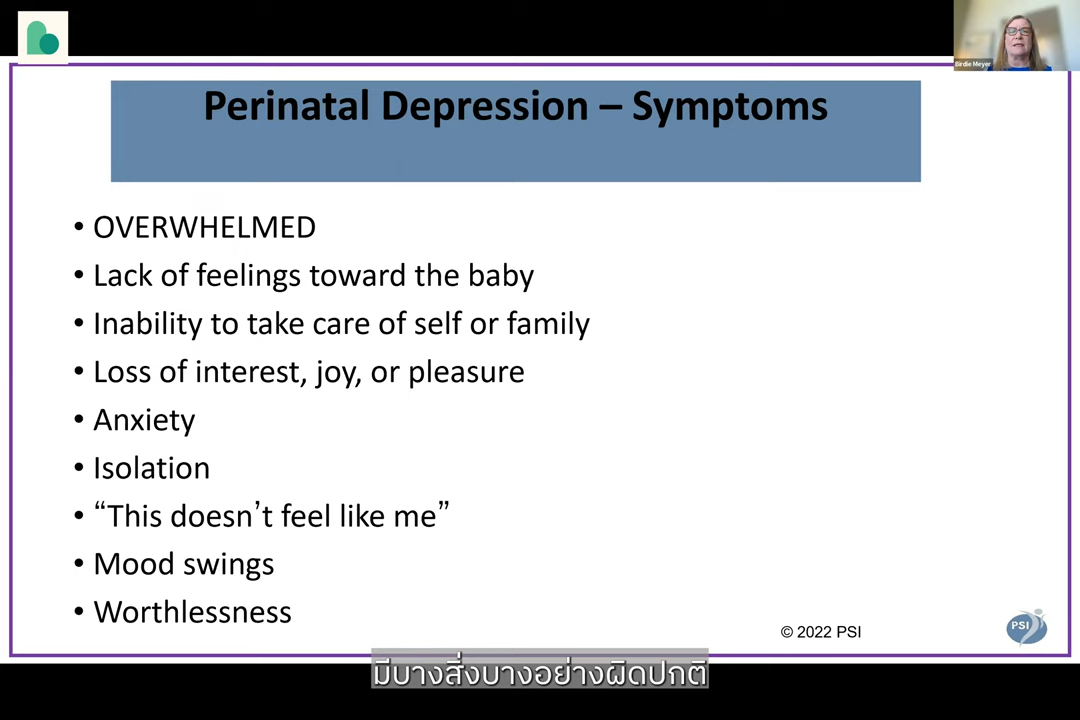 Birdie Meyer
Perinatal Depression – Symptoms
• OVERWHELMED
• Lack of feelings toward the baby
• Inability to take care of self or family
• Loss of interest, joy, or pleasure
• Anxiety
• Isolation
• “This doesn’t feel like me”
• Mood swings
• Worthlessness
© 2022 PSI
PSI
มีบางสิ่งบางอย่างผิดปกติ